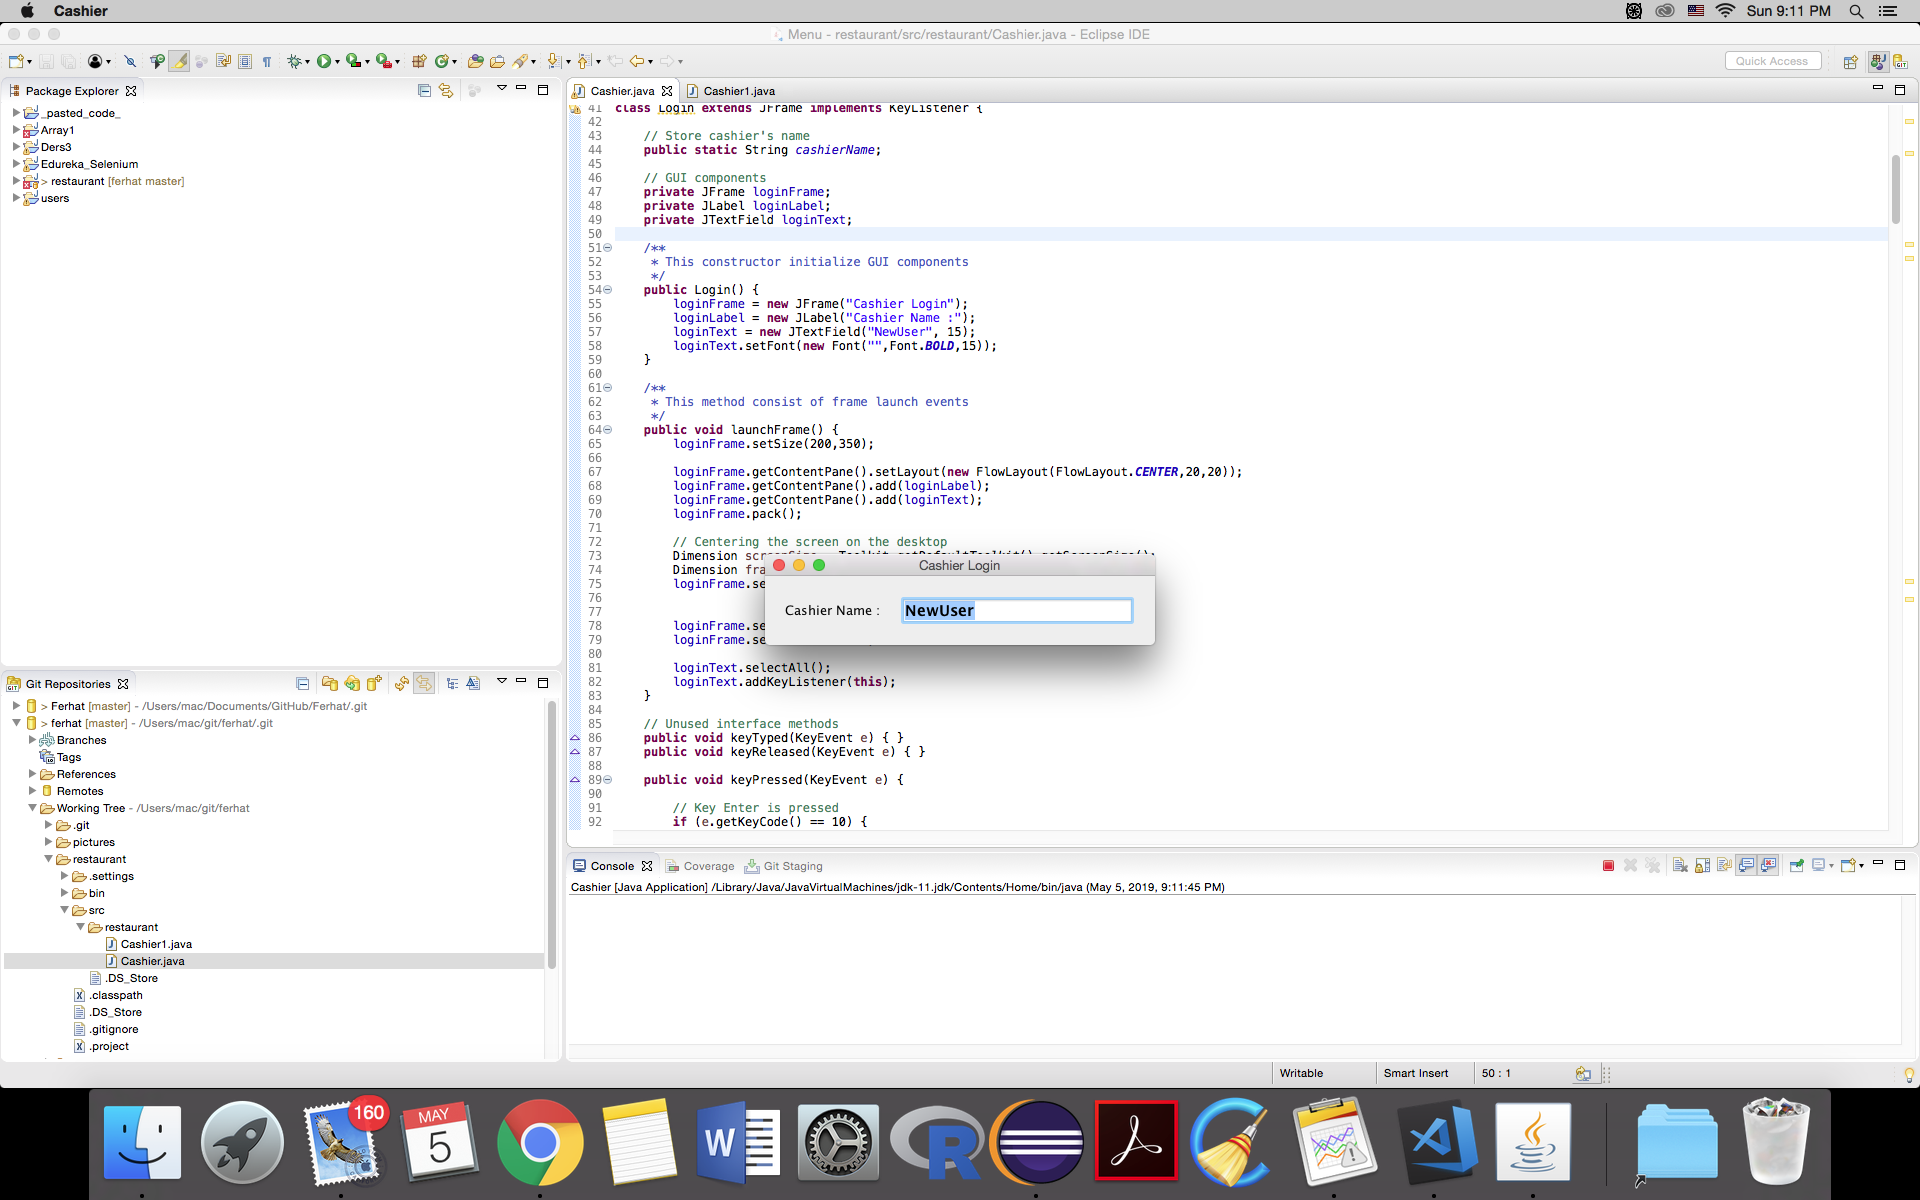 Cashier
Sun 9:11 PM
Menu - restaurant/src/restaurant/Cashier.java - Eclipse IDE
Quick Access
Package Explorer
_pasted_code_
Array1
Ders3
Edureka_Selenium
> restaurant [ferhat master]
users
Cashier.java
Cashier1.java
41 class Login extends JFrame implements KeyListener {
42
43 // Store cashier's name
44 public static String cashierName;
45
46 // GUI components
47 private JFrame loginFrame;
48 private JLabel loginLabel;
49 private JTextField loginText;
50
51 /**
52 * This constructor initialize GUI components
53 */
54 public Login() {
55 loginFrame = new JFrame("Cashier Login");
56 loginLabel = new JLabel("Cashier Name :");
57 loginText = new JTextField("NewUser", 15);
58 loginText.setFont(new Font("",Font.BOLD,15));
59 }
60
61 /**
62 * This method consist of frame launch events
63 */
64 public void launchFrame() {
65 loginFrame.setSize(200,350);
66
67 loginFrame.getContentPane().setLayout(new FlowLayout(FlowLayout.CENTER,20,20));
68 loginFrame.getContentPane().add(loginLabel);
69 loginFrame.getContentPane().add(loginText);
70 loginFrame.pack();
71
72 // Centering the screen on the desktop
73 Dimension screenSize = Toolkit.getDefaultToolkit().getScreenSize();
74 Dimension fra
75 loginFrame.se
76
77
78 loginFrame.se
79 loginFrame.se
80
81 loginText.selectAll();
82 loginText.addKeyListener(this);
83 }
84
85 // Unused interface methods
86 public void keyTyped(KeyEvent e) { }
87 public void keyReleased(KeyEvent e) { }
88
89 public void keyPressed(KeyEvent e) {
90
91 // Key Enter is pressed
92 if (e.getKeyCode() == 10) {
Cashier Login
Cashier Name :
NewUser
Git Repositories
> Ferhat [master] - /Users/mac/Documents/GitHub/Ferhat/.git
> ferhat [master] - /Users/mac/git/ferhat/.git
Branches
Tags
References
Remotes
Working Tree - /Users/mac/git/ferhat
.git
pictures
restaurant
.settings
bin
src
restaurant
Cashier1.java
Cashier.java
.DS_Store
.classpath
.DS_Store
.gitignore
.project
Console
Coverage
Git Staging
Cashier [Java Application] /Library/Java/JavaVirtualMachines/jdk-11.jdk/Contents/Home/bin/java (May 5, 2019, 9:11:45 PM)
Writable
Smart Insert
50 : 1
160
MAY
5
W
R